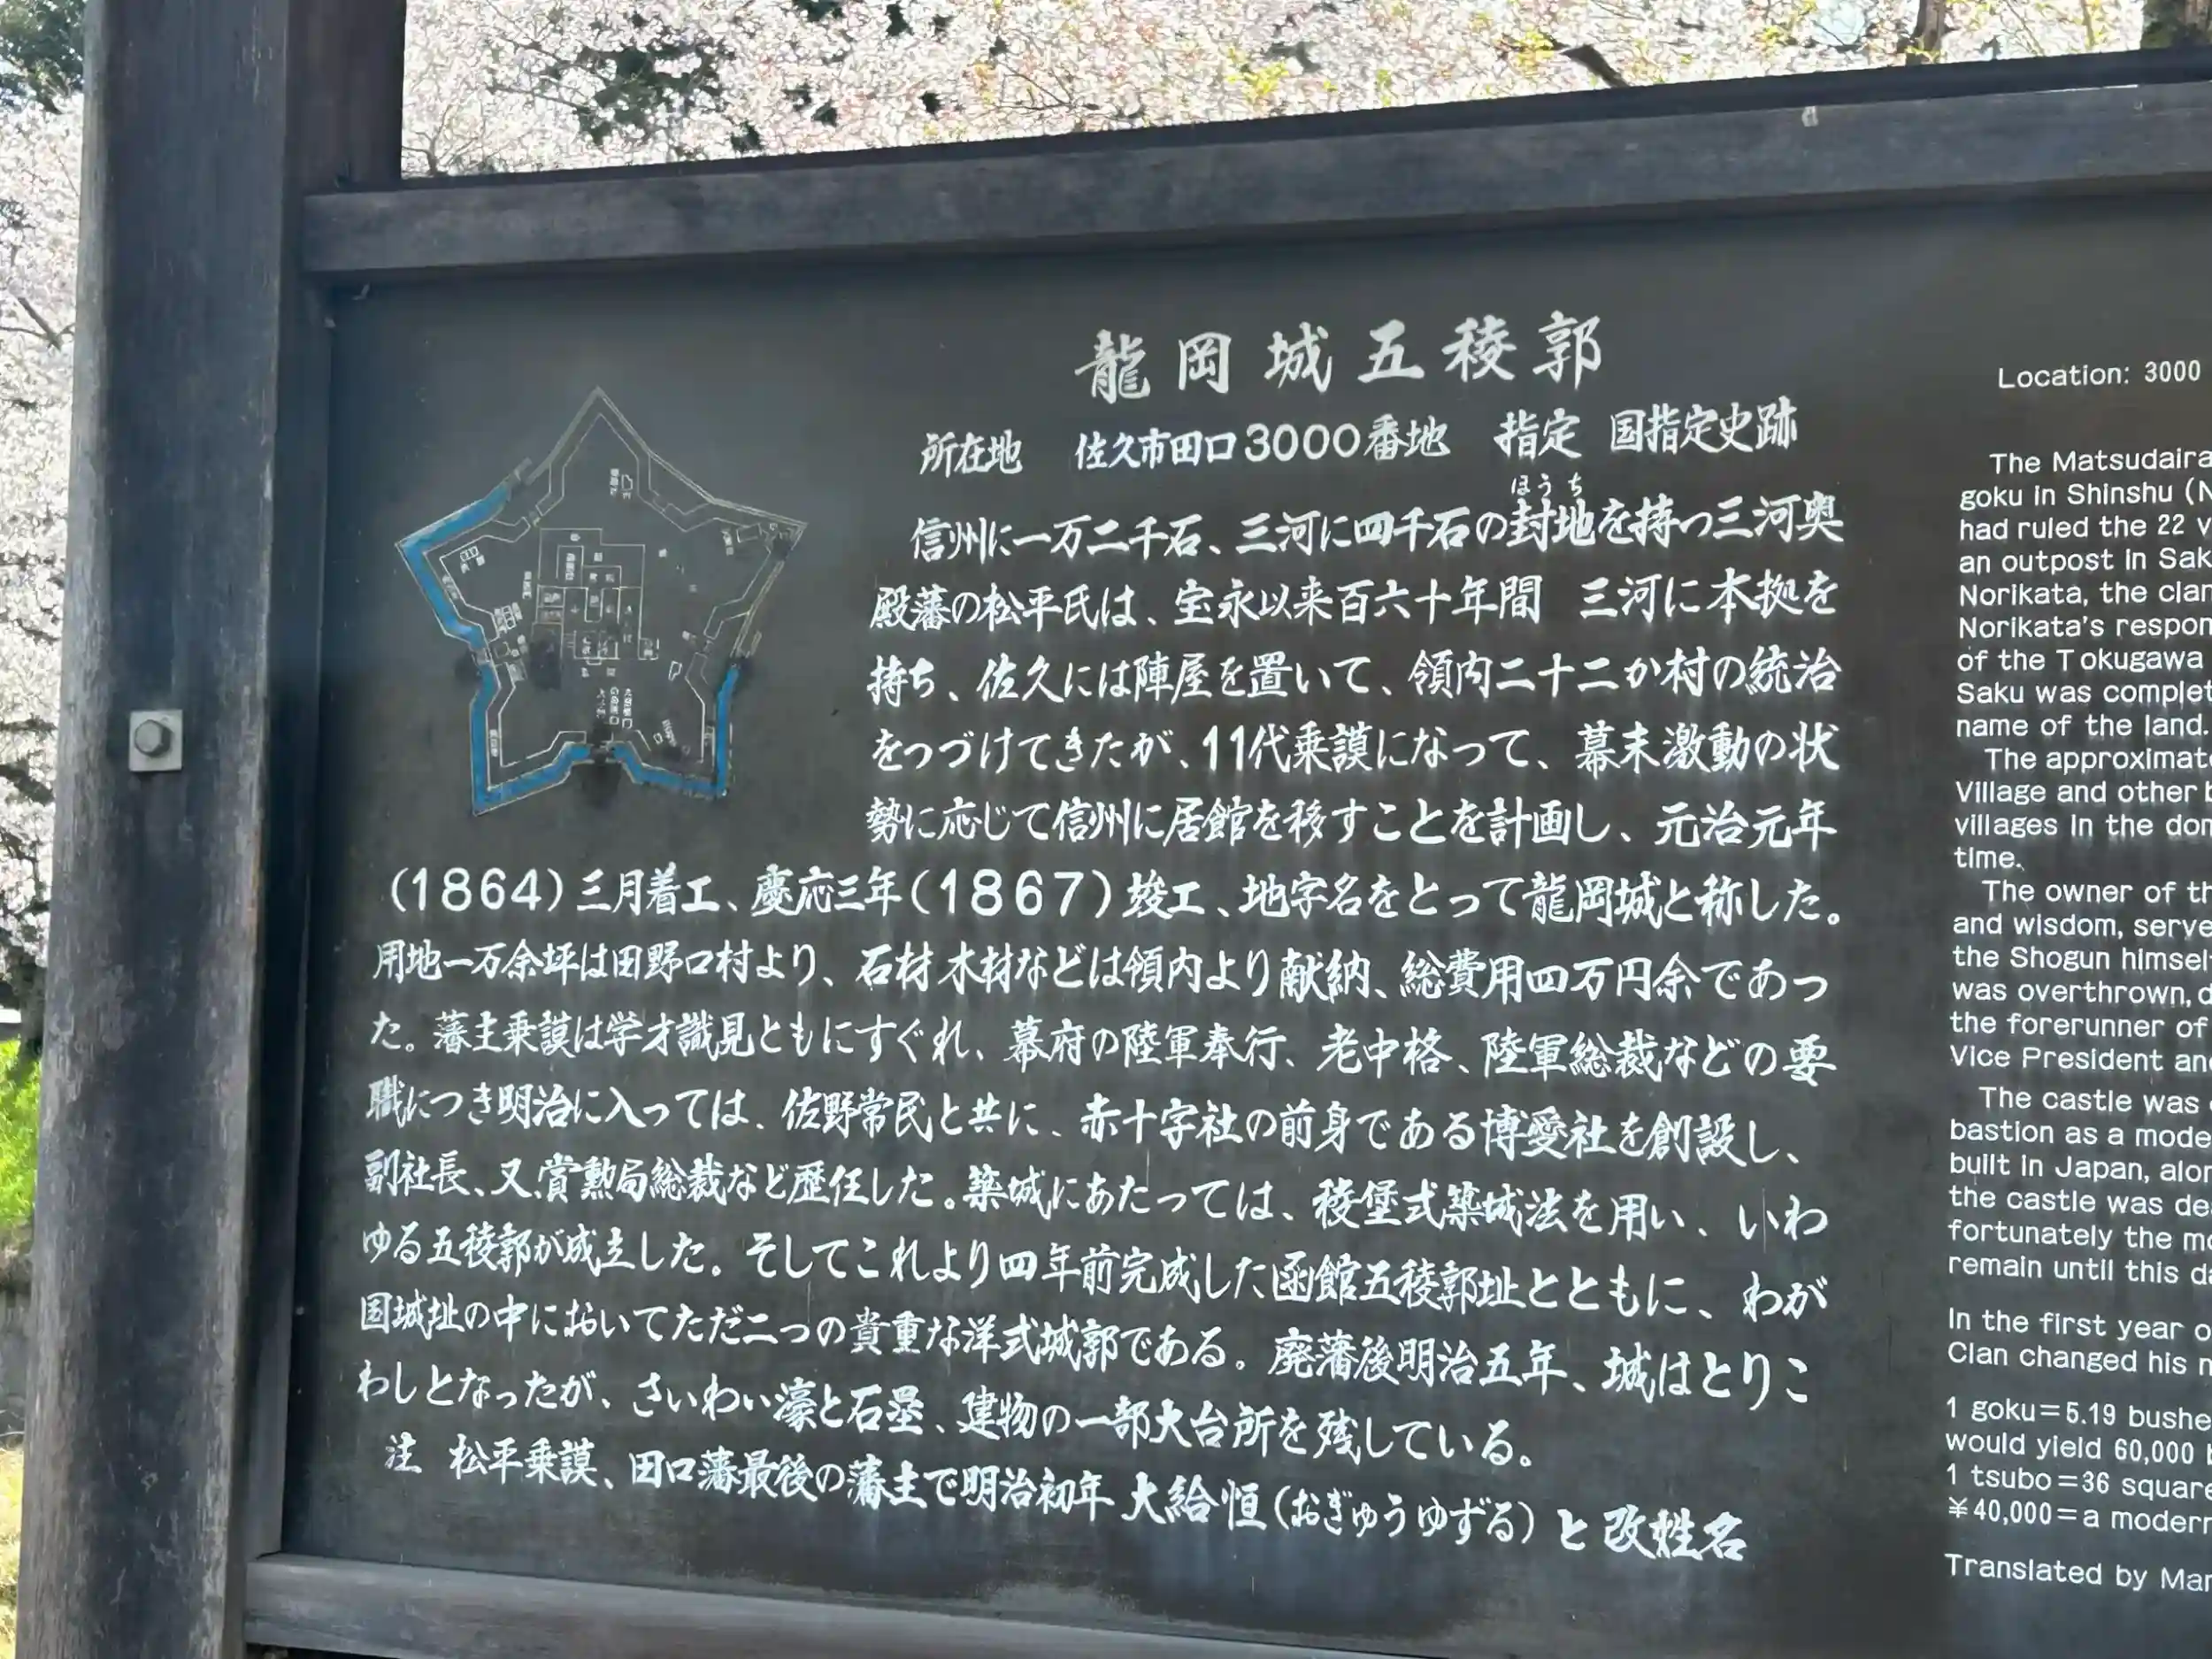 龍岡城五稜郭
所在地 佐久市田口3000番地 指定 国指定史跡
ほうち
信州に一万二千石、三河に四千石の封地を持つ三河奥
殿藩の松平氏は、宝永以来百六十年間 三河に本拠を
持ち、佐久には陣屋を置いて、領内二十二か村の統治
をつづけてきたが、11代乗謨になって、幕末激動の状
勢に応じて信州に居館を移すことを計画し、元治元年
(1864)三月着工、慶応三年(1867)竣工、地字名をとって龍岡城と称した。
用地一万余坪は田野口村より、石材木材などは領内より献納、総費用四万円余であっ
た。藩主乗謨は学才識見ともにすぐれ、幕府の陸軍奉行、老中格、陸軍総裁などの要
職につき明治に入っては、佐野常民と共に、赤十字社の前身である博愛社を創設し、
副社長、又賞勲局総裁など歴任した。築城にあたっては、稜堡式築城法を用い、いわ
ゆる五稜郭が成立した。そしてこれより四年前完成した函館五稜郭址とともに、わが
国城址の中においてただ二つの貴重な洋式城郭である。廃藩後明治五年、城はとりこ
わしとなったが、さいわい濠と石塁、建物の一部大台所を残している。
注 松平乗謨、田口藩最後の藩主で明治初年 大給恒(おぎゅうゆずる)と改姓名
Location: 3000
The Matsudaira
goku in Shinshu (N
had ruled the 22 v
an outpost in Sak
Norikata, the clan
Norikata's respon
of the Tokugawa
Saku was complet
name of the land.
The approximat
Village and other b
villages in the dom
time.
The owner of th
and wisdom, serve
the Shogun himsel
was overthrown, d
the forerunner of
Vice President an
The castle was
bastion as a mode
built in Japan, alon
the castle was de
fortunately the mo
remain until this da
In the first year o
Clan changed his n
1 goku=5.19 bushe
would yield 60,000 b
1 tsubo=36 square
¥40,000=a modern
Translated by Mar